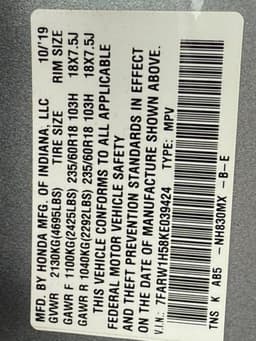 MFD. BY HONDA MFG. OF INDIANA, LLC 10/'19
GVWR 2130KG(4695LBS) TIRE SIZE RIM SIZE
GAWR F 1100KG(2425LBS) 235/60R18 103H 18X7.5J
GAWR R 1040KG(2292LBS) 235/60R18 103H 18X7.5J
THIS VEHICLE CONFORMS TO ALL APPLICABLE
FEDERAL MOTOR VEHICLE SAFETY
AND THEFT PREVENTION STANDARDS IN EFFECT
ON THE DATE OF MANUFACTURE SHOWN ABOVE.
V.I.N.: 7FARW1H58KE039424 TYPE: MPV
TNS K AB5 -NH830MX -B-E